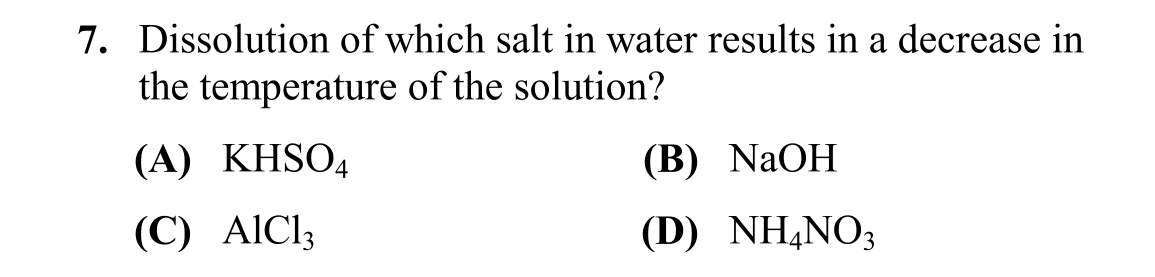 7. Dissolution of which salt in water results in a decrease in
the temperature of the solution?
(A) KHSO₄ (B) NaOH
(C) AlCl₃ (D) NH₄NO₃